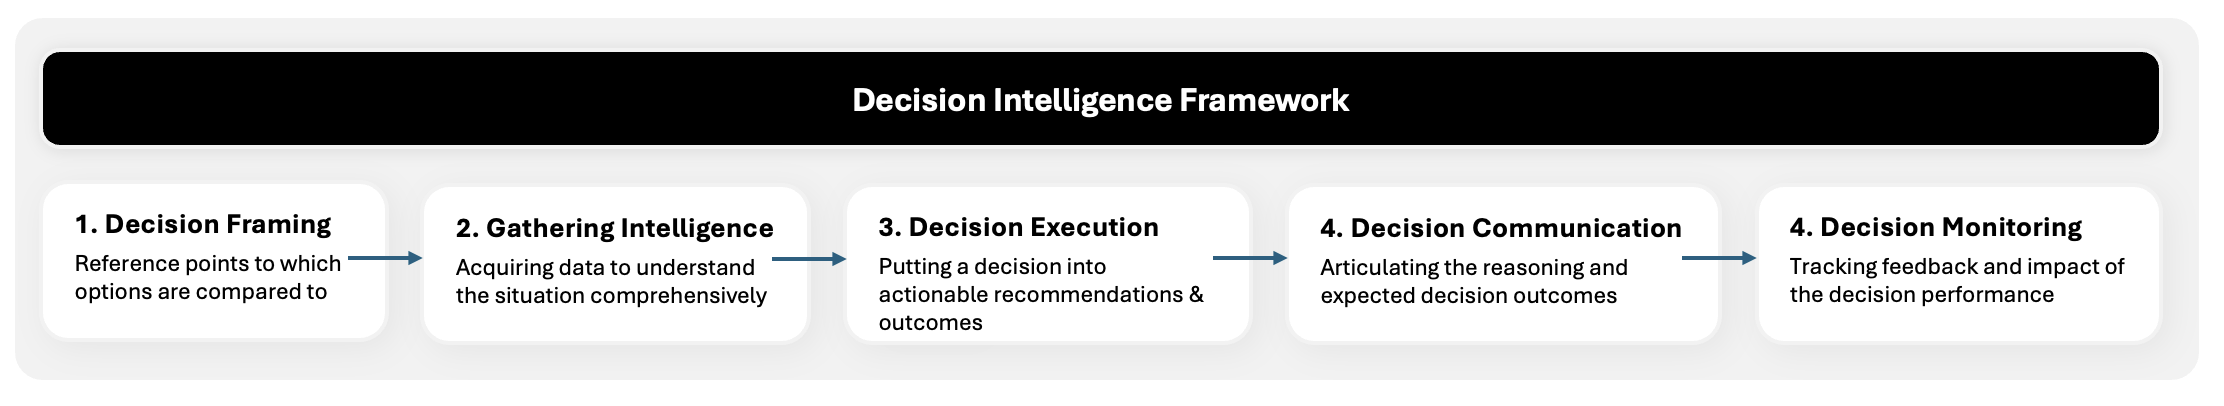 Decision Intelligence Framework
1. Decision Framing
Reference points to which
options are compared to
2. Gathering Intelligence
Acquiring data to understand
the situation comprehensively
3. Decision Execution
Putting a decision into
actionable recommendations &
outcomes
4. Decision Communication
Articulating the reasoning and
expected decision outcomes
4. Decision Monitoring
Tracking feedback and impact of
the decision performance